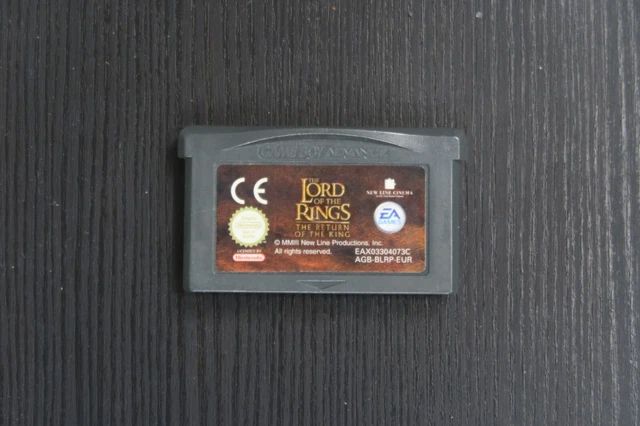 GAME BOY ADVANCE
CE
THE
LORD
OF THE
RINGS
THE RETURN
OF THE KING
NEW LINE CINEMA
EA
GAMES
© MMIII New Line Productions, Inc.
All rights reserved.
EAX03304073C
AGB-BLRP-EUR
LICENSED BY
Nintendo